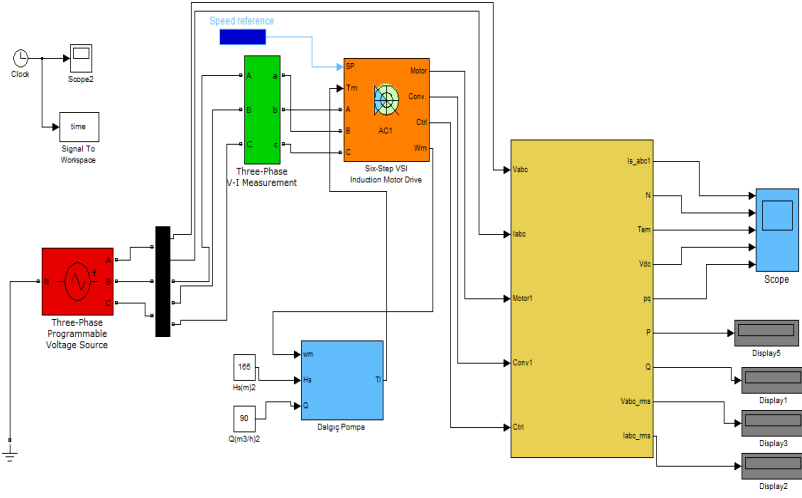 Speed reference
Clock
Scope2
time
Signal To
Workspace
A
B
C
a
b
c
Three-Phase
V-I Measurement
SP
Tm
A
B
C
AC1
Motor
Conv.
Ctrl
Wm
Six-Step VSI
Induction Motor Drive
N
A
B
C
Three-Phase
Programmable
Voltage Source
165
Hs(m)2
90
Q(m3/h)2
wm
Hs
Q
Tl
Dalgıç Pompa
Vabc
Iabc
Motor1
Conv1
Ctrl
Is_abc1
N
Tem
Vdc
pq
P
Q
Vabc_rms
Iabc_rms
Scope
Display5
Display1
Display3
Display2